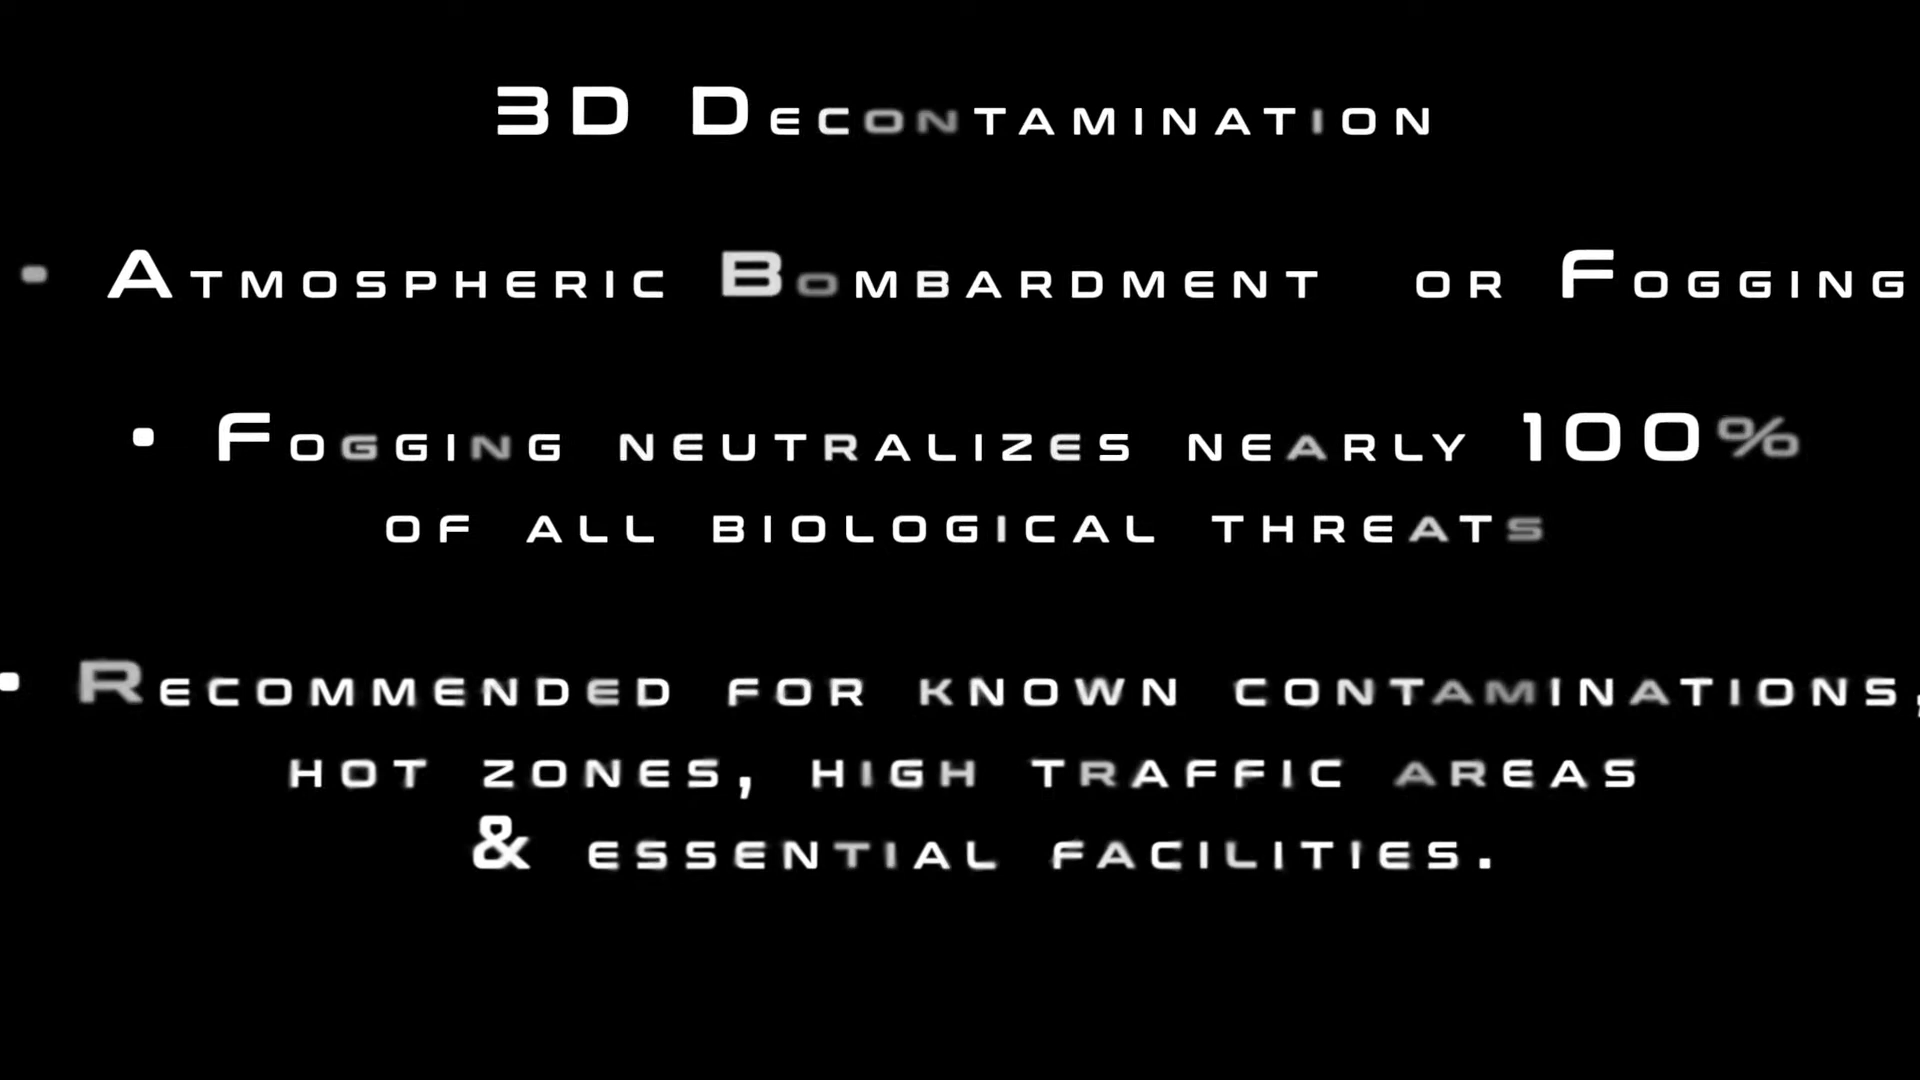 3D Decontamination
• Atmospheric Bombardment or Fogging
• Fogging neutralizes nearly 100%
of all biological threats
• Recommended for known contaminations,
hot zones, high traffic areas
& essential facilities.